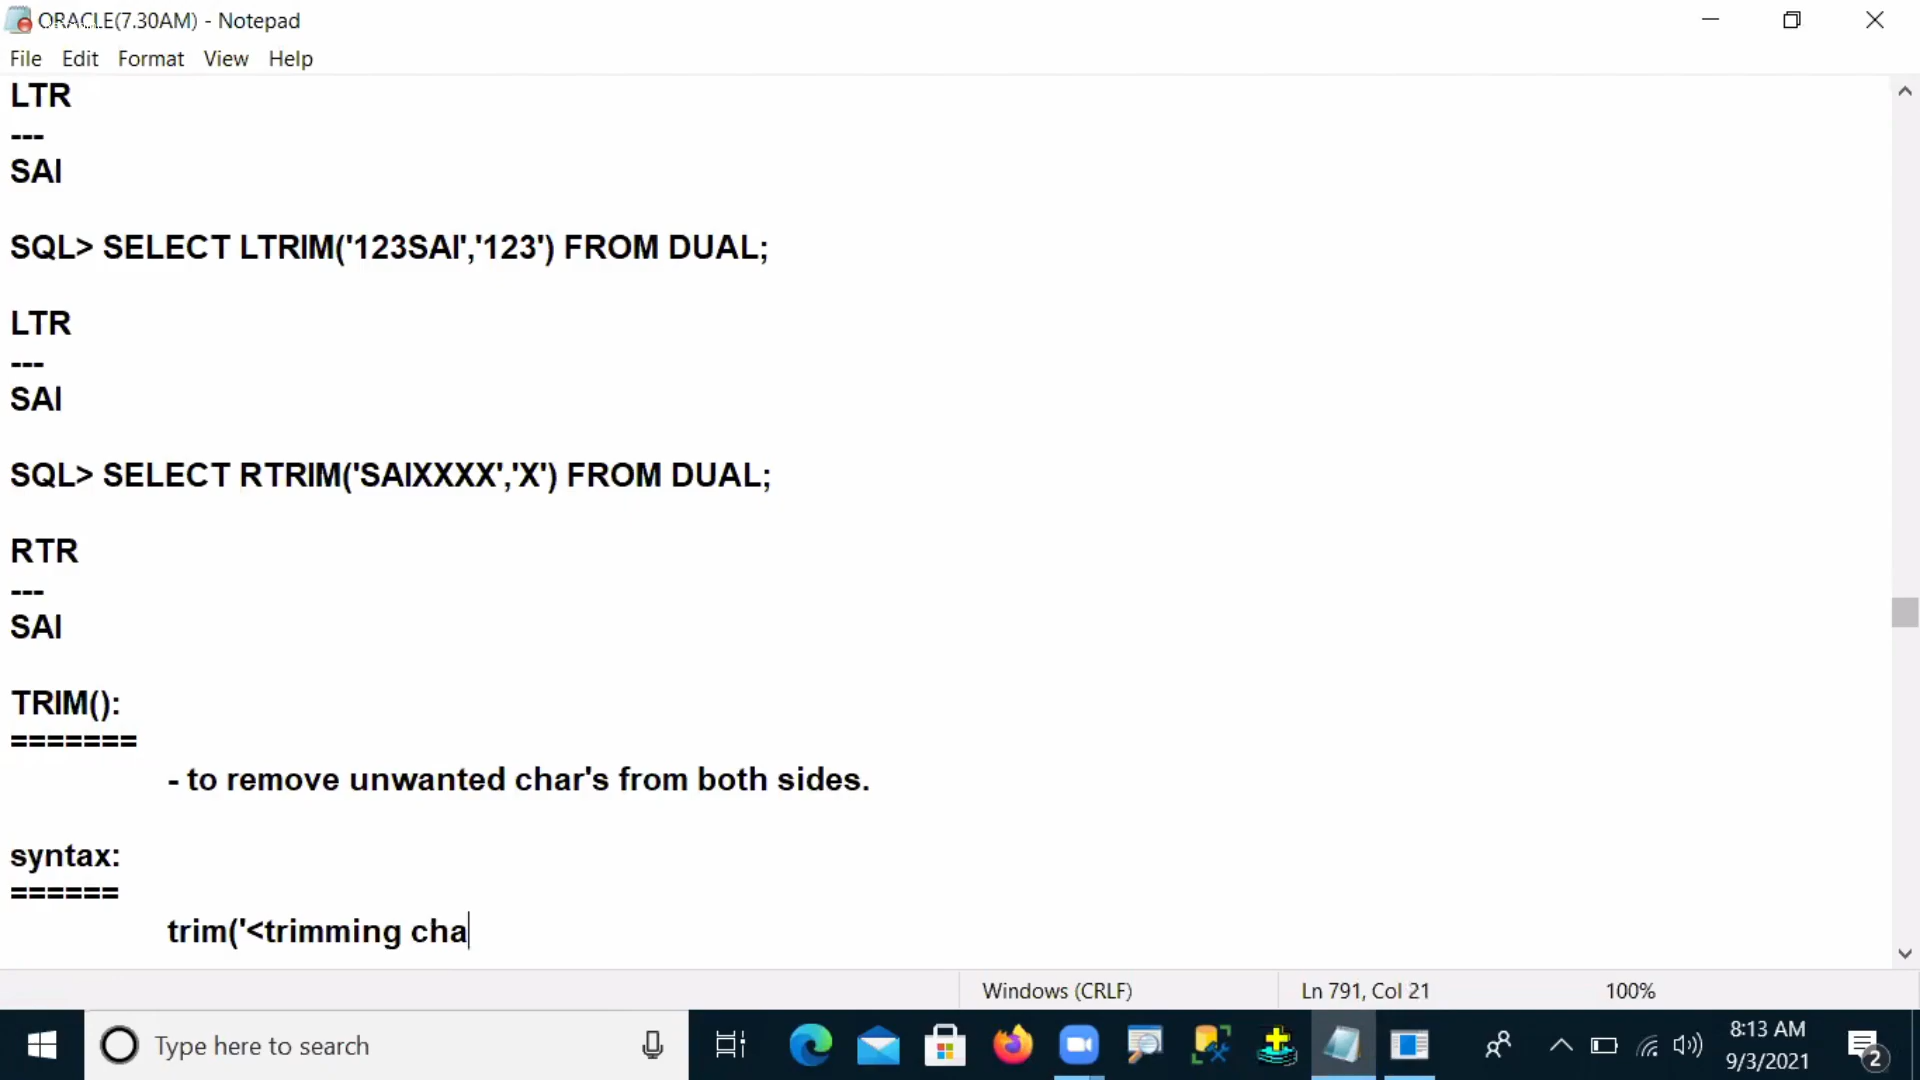 ORACLE(7.30AM) - Notepad
File Edit Format View Help
LTR
---
SAI
SQL> SELECT LTRIM('123SAI','123') FROM DUAL;
LTR
---
SAI
SQL> SELECT RTRIM('SAIXXXX','X') FROM DUAL;
RTR
---
SAI
TRIM():
=======
- to remove unwanted char's from both sides.
syntax:
======
trim('<trimming cha
Windows (CRLF) Ln 791, Col 21 100%
Type here to search
8:13 AM
9/3/2021
2